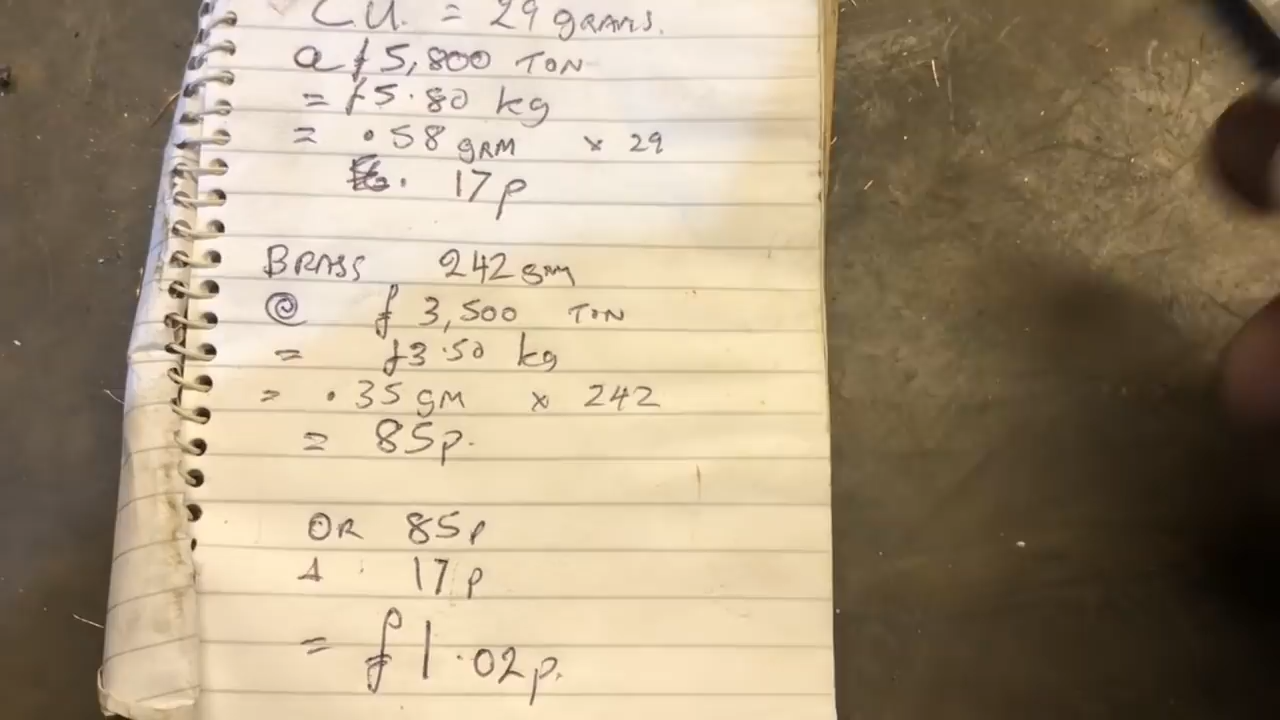 CU. = 29 grams.
a £5,800 TON
= £5.80 kg
= .58 grm × 29
17p
BRASS 242 gm
@ £3,500 TON
= £3.50 kg
= .35 gm × 242
= 85p.
OR 85p
17p
= £1.02p.